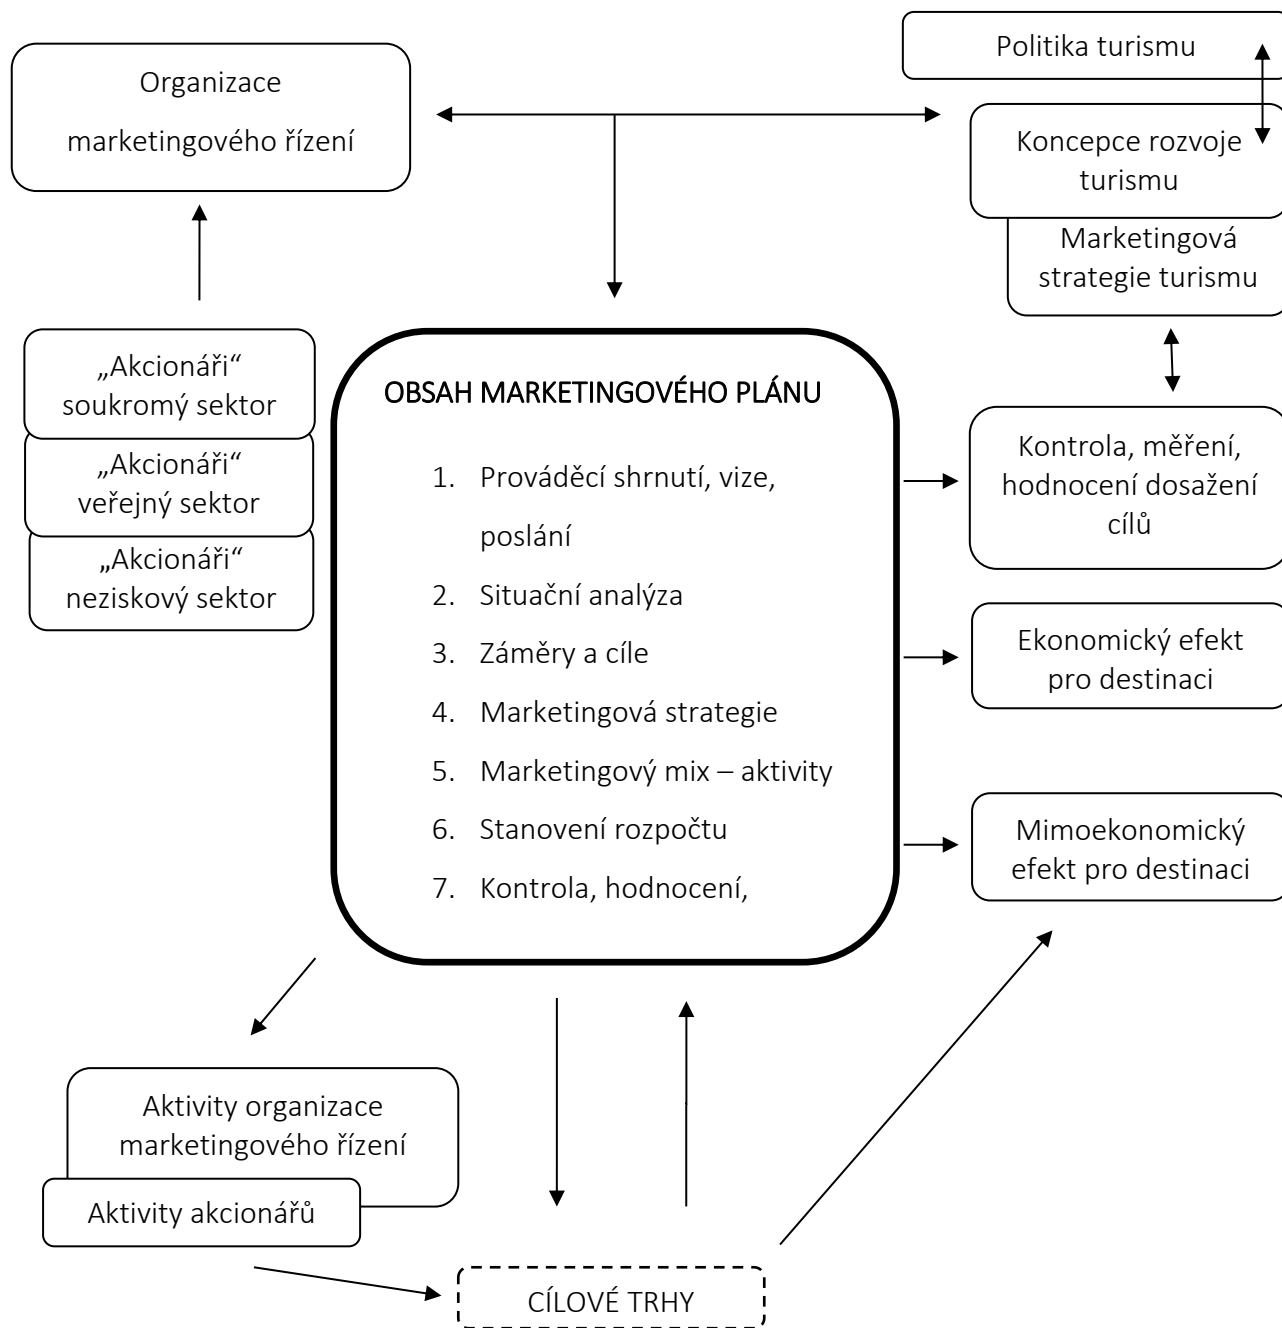 Organizace
marketingového řízení
Politika turismu
Koncepce rozvoje
turismu
Marketingová
strategie turismu
„Akcionáři“
soukromý sektor
„Akcionáři“
veřejný sektor
„Akcionáři“
neziskový sektor
OBSAH MARKETINGOVÉHO PLÁNU
1. Prováděcí shrnutí, vize,
poslání
2. Situační analýza
3. Záměry a cíle
4. Marketingová strategie
5. Marketingový mix – aktivity
6. Stanovení rozpočtu
7. Kontrola, hodnocení,
Kontrola, měření,
hodnocení dosažení
cílů
Ekonomický efekt
pro destinaci
Mimoekonomický
efekt pro destinaci
Aktivity organizace
marketingového řízení
Aktivity akcionářů
CÍLOVÉ TRHY